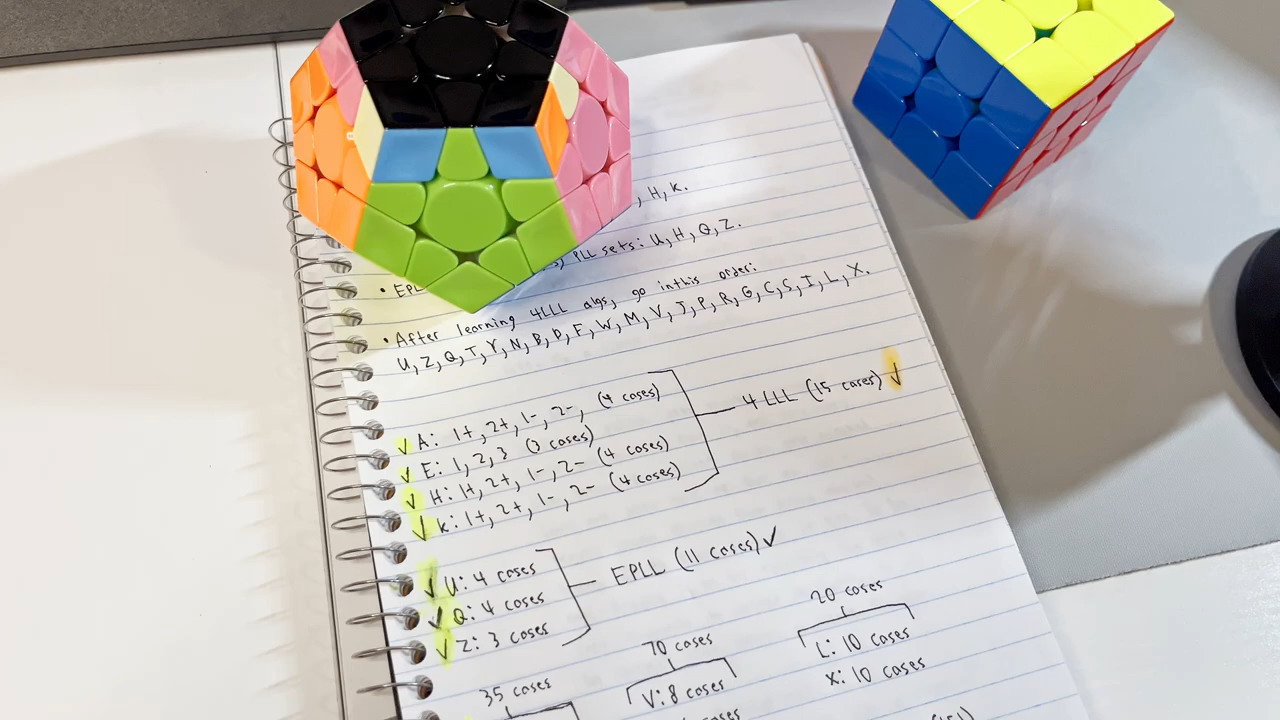 , H, K.
• EPL PLL sets: U, H, Q, Z.
• After learning 4LLL algs, go in this order:
U, Z, Q, T, Y, N, B, D, F, W, M, V, J, P, R, G, C, S, I, L, X.
✓ A: 1+, 2+, 1-, 2-, (4 cases)
✓ E: 1, 2, 3 (3 cases)
✓ H: 1+, 2+, 1-, 2- (4 cases)
✓ K: 1+, 2+, 1-, 2- (4 cases)
4LLL (15 cases) ✓
✓ U: 4 cases
✓ Q: 4 cases
✓ Z: 3 cases
EPLL (11 cases) ✓
35 cases
70 cases
V: 8 cases
20 cases
L: 10 cases
X: 10 cases